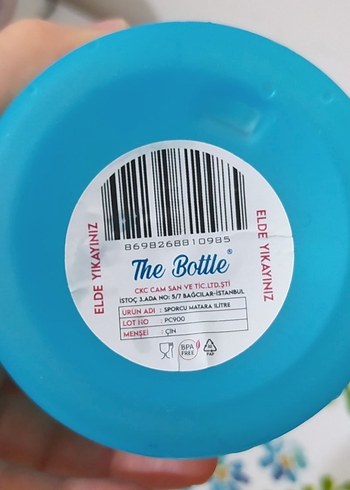 8698268810985
ELDE YIKAYINIZ
ELDE YIKAYINIZ
The Bottle®
CKC CAM SAN VE TİC.LTD.ŞTİ
İSTOÇ 3.ADA NO: 5/7 BAĞCILAR-İSTANBUL
ÜRÜN ADI : SPORCU MATARA 1LİTRE
LOT NO : PC900
MENŞEİ : ÇİN
BPA
FREE
PAP